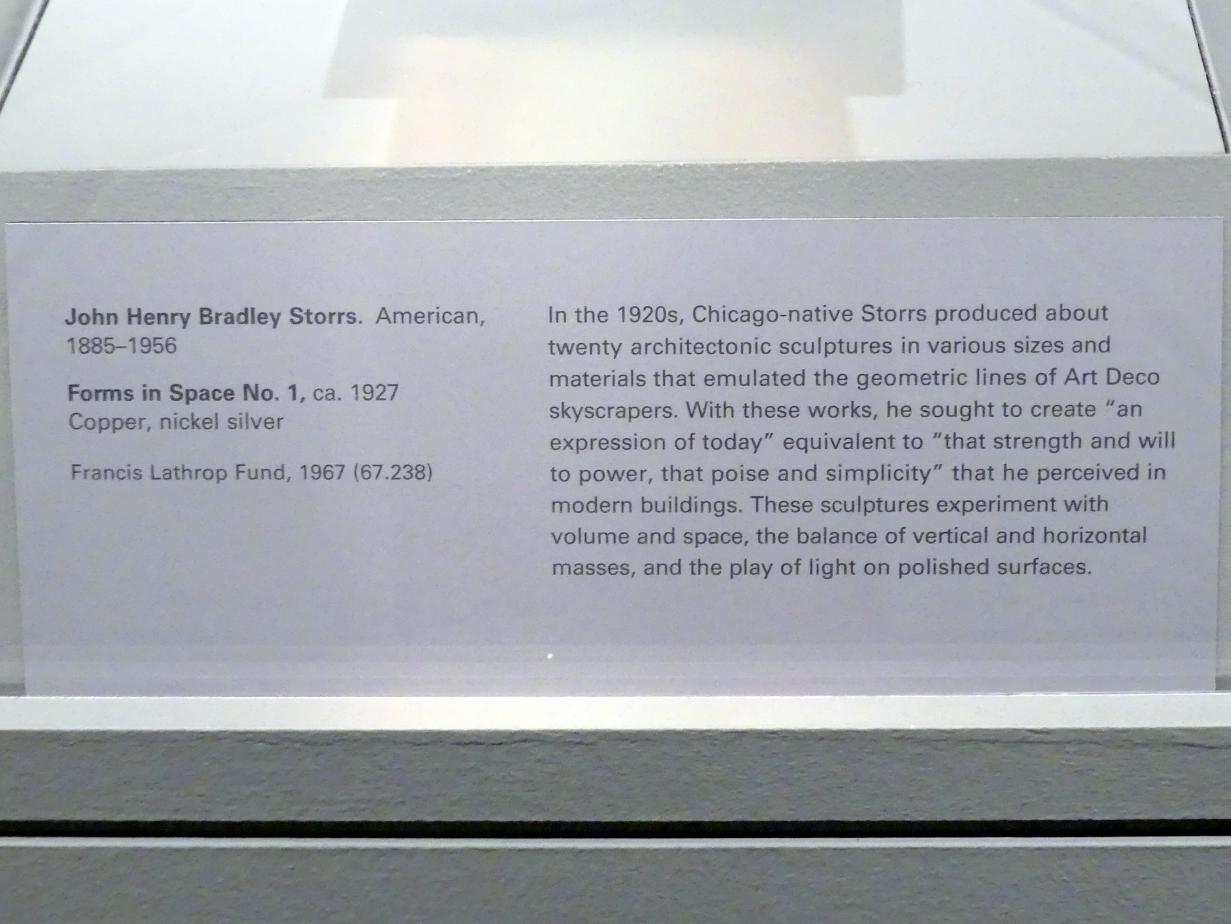 John Henry Bradley Storrs. American,
1885–1956
Forms in Space No. 1, ca. 1927
Copper, nickel silver
Francis Lathrop Fund, 1967 (67.238)
In the 1920s, Chicago-native Storrs produced about
twenty architectonic sculptures in various sizes and
materials that emulated the geometric lines of Art Deco
skyscrapers. With these works, he sought to create “an
expression of today” equivalent to “that strength and will
to power, that poise and simplicity” that he perceived in
modern buildings. These sculptures experiment with
volume and space, the balance of vertical and horizontal
masses, and the play of light on polished surfaces.